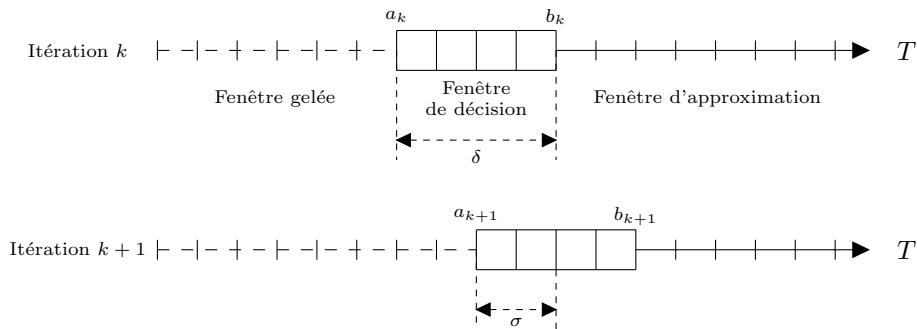 a_k b_k
Itération k T
Fenêtre gelée Fenêtre de décision Fenêtre d'approximation
δ
a_{k+1} b_{k+1}
Itération k + 1 T
σ